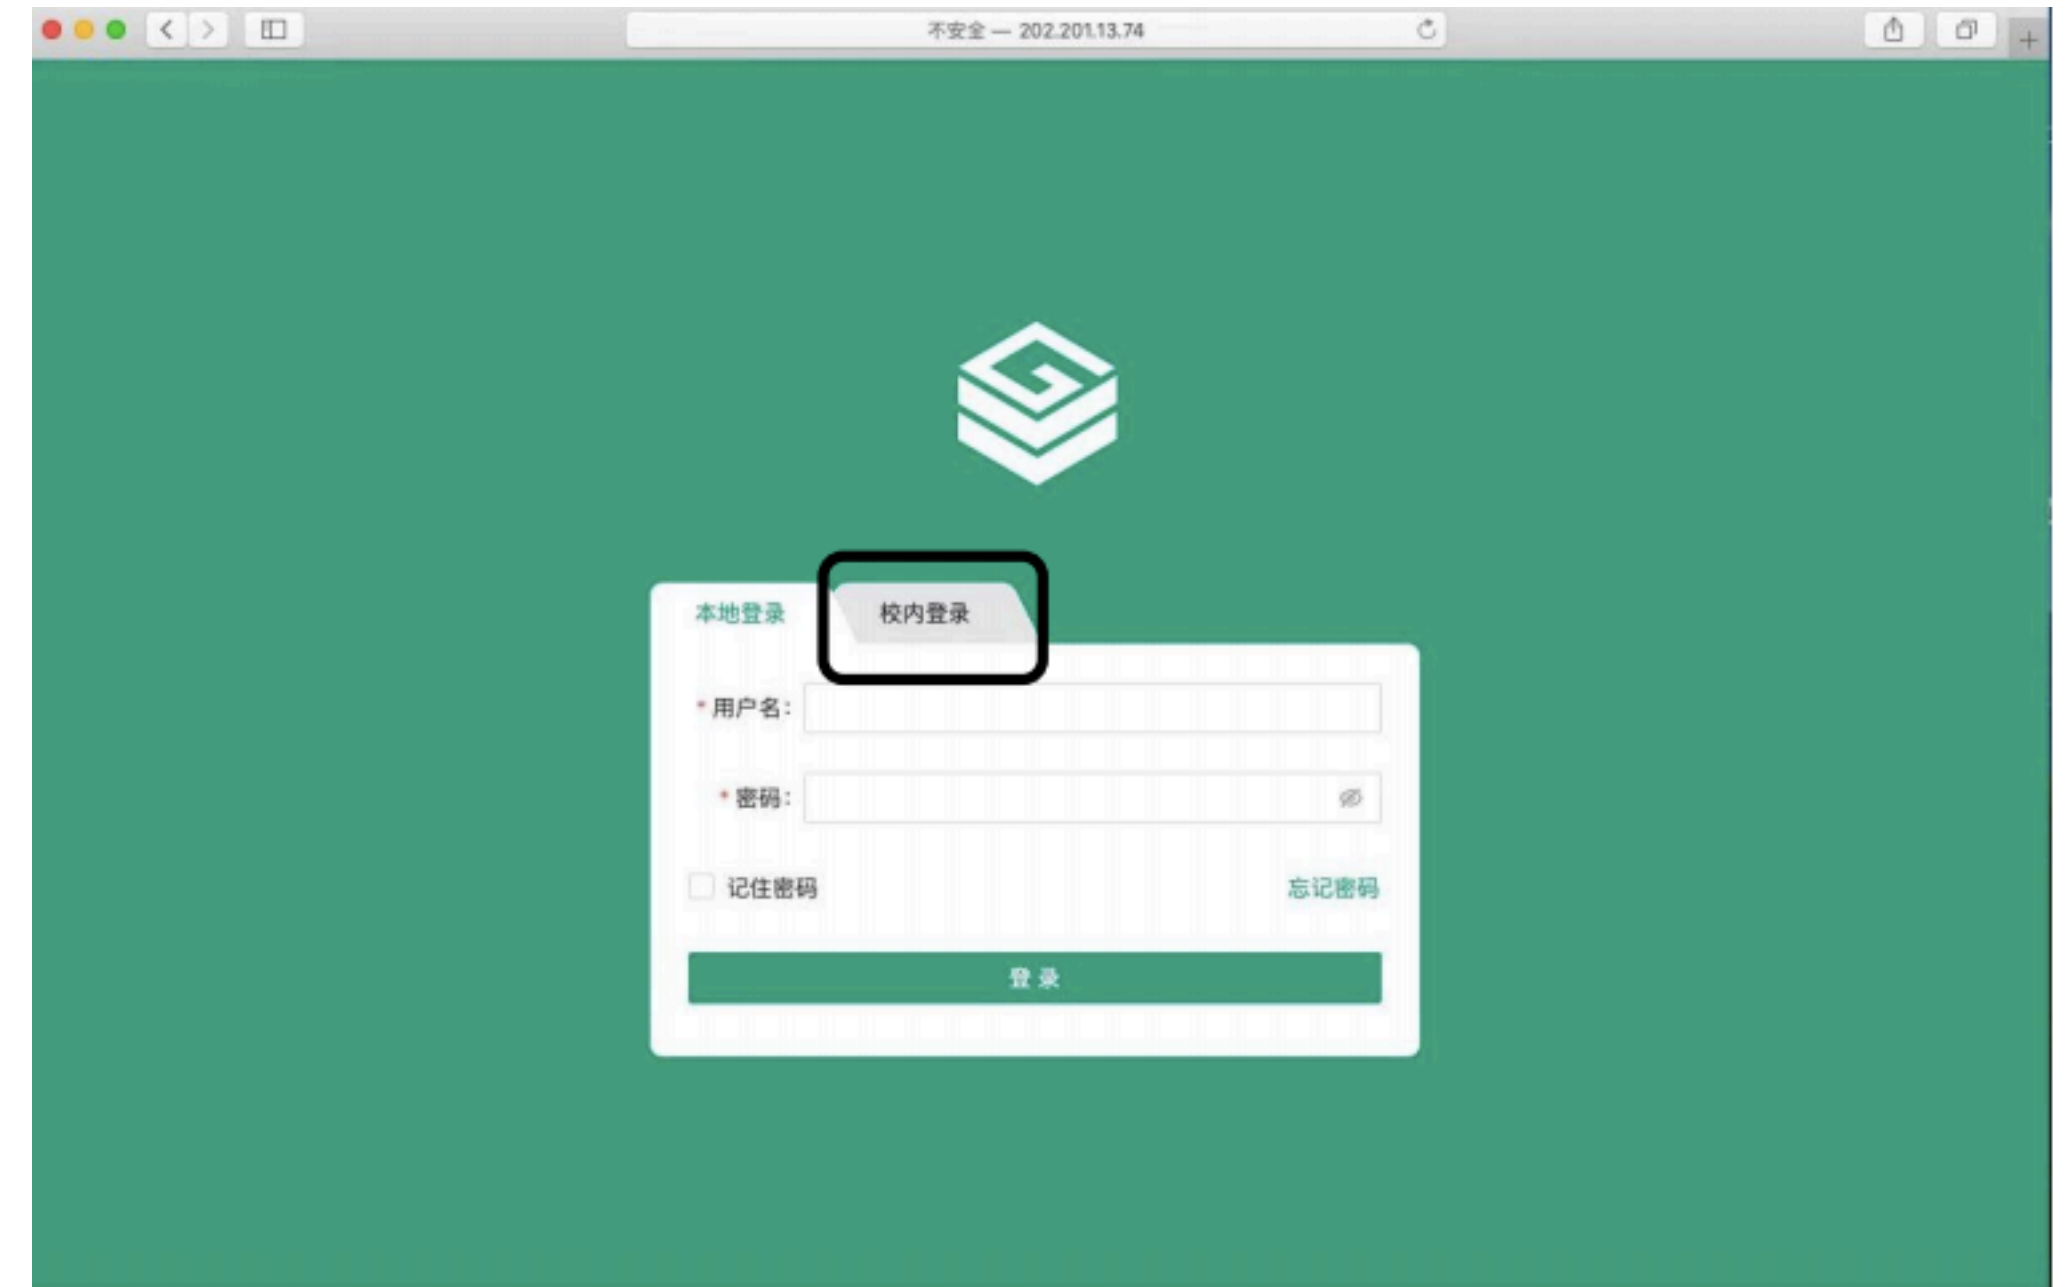 不安全 — 202.201.13.74
本地登录 校内登录
* 用户名:
* 密码:
记住密码 忘记密码
登 录